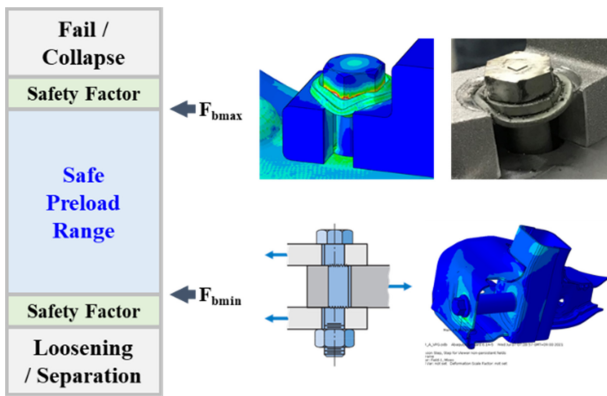 Fail /
Collapse
Safety Factor
Fbmax
Safe
Preload
Range
Fbmin
Safety Factor
Loosening
/ Separation